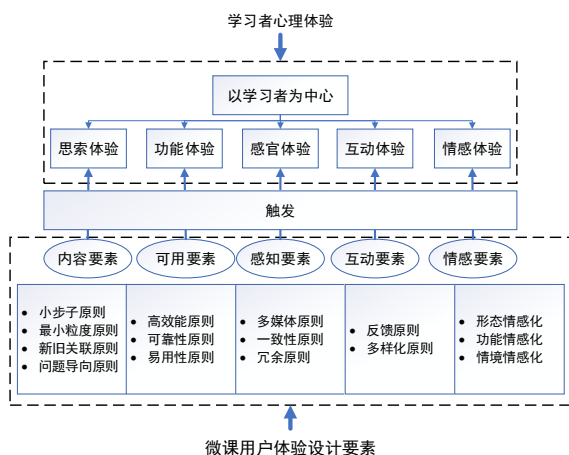 学习者心理体验
以学习者为中心
思索体验
功能体验
感官体验
互动体验
情感体验
触发
内容要素
可用要素
感知要素
互动要素
情感要素
• 小步子原则
• 最小粒度原则
• 新旧关联原则
• 问题导向原则
• 高效能原则
• 可靠性原则
• 易用性原则
• 多媒体原则
• 一致性原则
• 冗余原则
• 反馈原则
• 多样化原则
• 形态情感化
• 功能情感化
• 情境情感化
微课用户体验设计要素